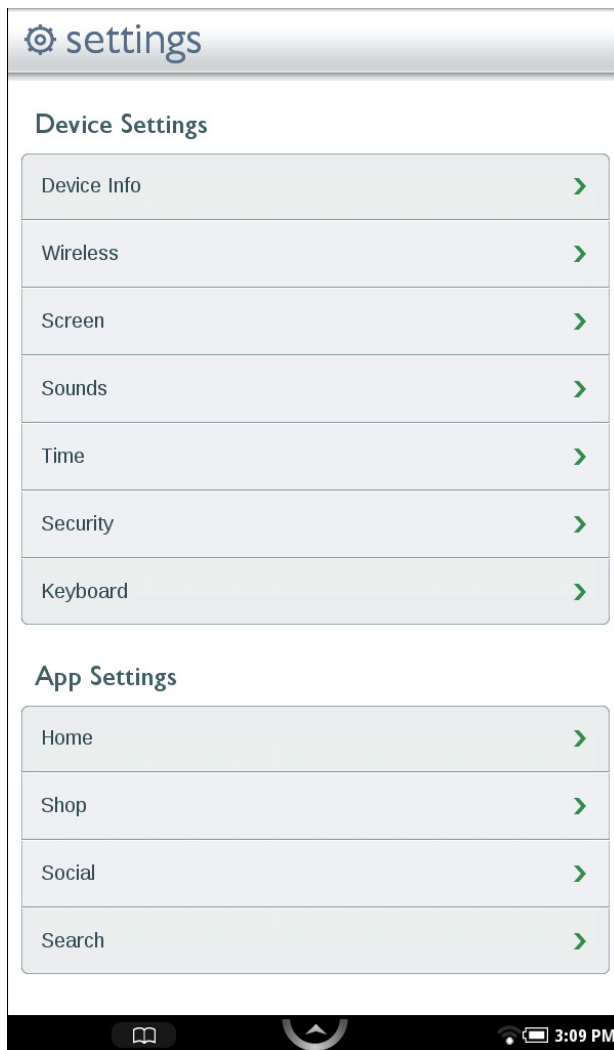 settings
Device Settings
Device Info
Wireless
Screen
Sounds
Time
Security
Keyboard
App Settings
Home
Shop
Social
Search
3:09 PM